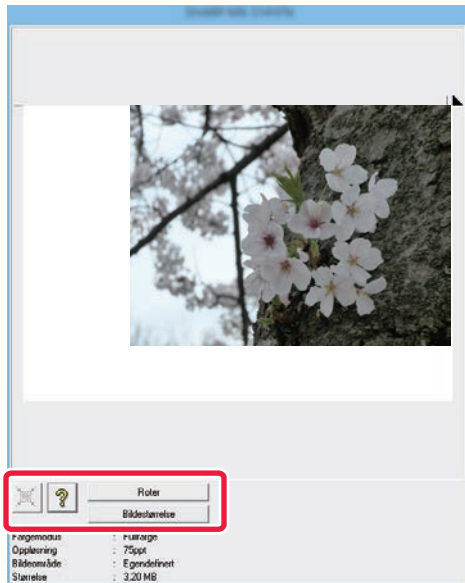 ?
Roter
Bildestørrelse
Fargemodus : Fullfarge
Oppløsning : 75ppt
Bildeområde : Egendefinert
Størrelse : 3,20 MB